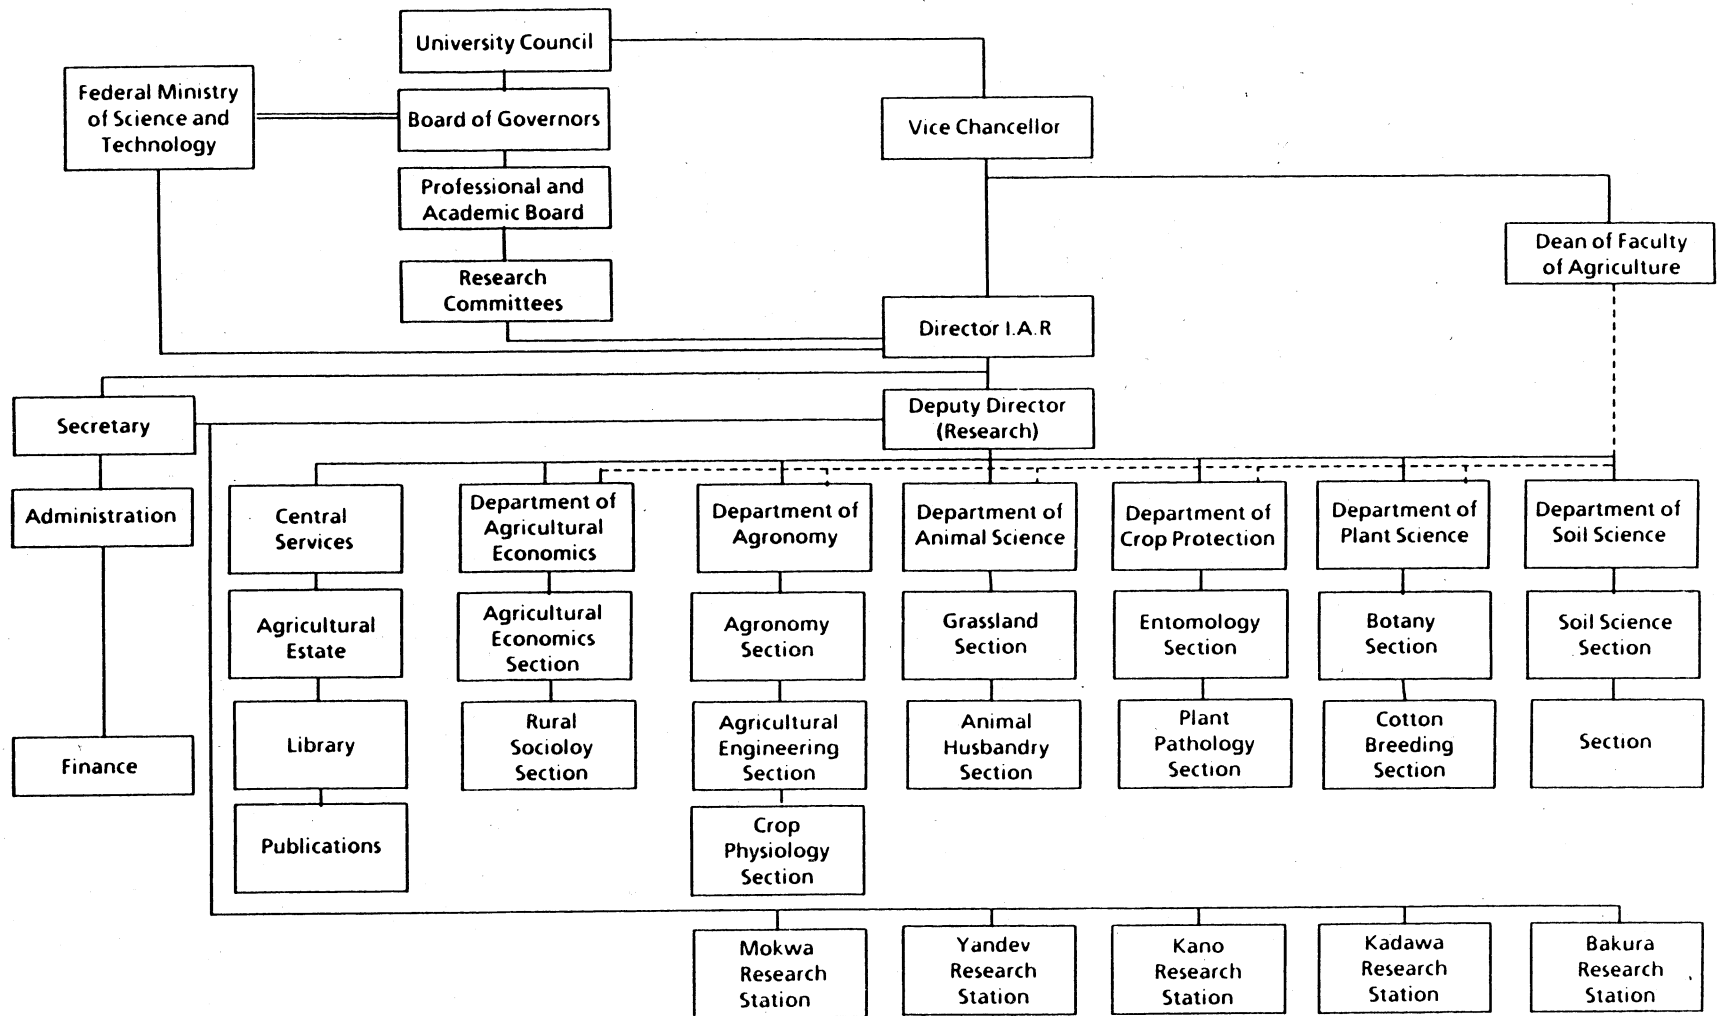 University Council
Federal Ministry
of Science and
Technology
Board of Governors
Vice Chancellor
Professional and
Academic Board
Dean of Faculty
of Agriculture
Research
Committees
Director I.A.R
Secretary
Deputy Director
(Research)
Administration
Central
Services
Department of
Agricultural
Economics
Department of
Agronomy
Department of
Animal Science
Department of
Crop Protection
Department of
Plant Science
Department of
Soil Science
Agricultural
Estate
Agricultural
Economics
Section
Agronomy
Section
Grassland
Section
Entomology
Section
Botany
Section
Soil Science
Section
Finance
Library
Rural
Socioloy
Section
Agricultural
Engineering
Section
Animal
Husbandry
Section
Plant
Pathology
Section
Cotton
Breeding
Section
Section
Publications
Crop
Physiology
Section
Mokwa
Research
Station
Yandev
Research
Station
Kano
Research
Station
Kadawa
Research
Station
Bakura
Research
Station